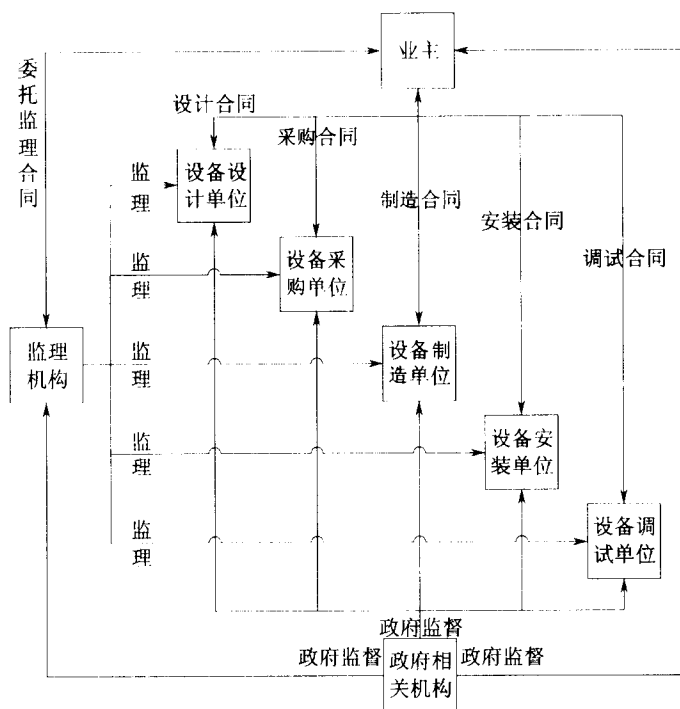 业主
委托监理合同
设计合同
采购合同
制造合同
安装合同
调试合同
监理
设备设
计单位
监理
设备采
购单位
监理
机构
监理
设备制
造单位
监理
设备安
装单位
监理
设备调
试单位
政府监督
政府监督
政府相
关机构
政府监督